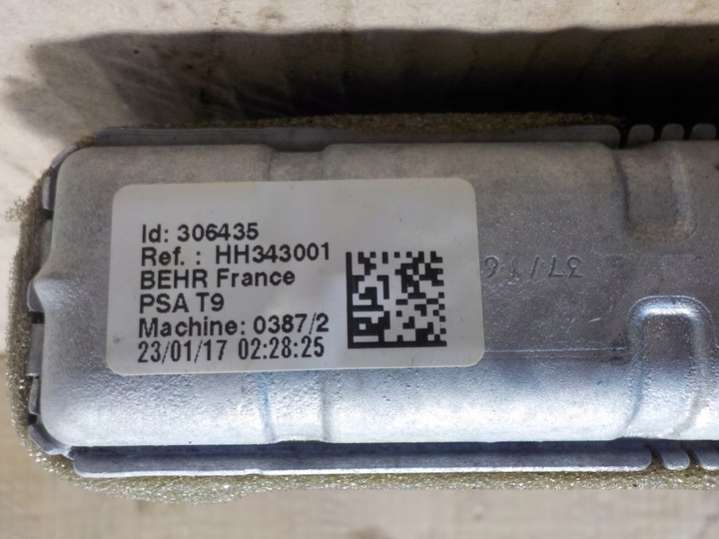 Id: 306435
Ref. : HH343001
BEHR France
PSA T9
Machine: 0387/2
23/01/17 02:28:25